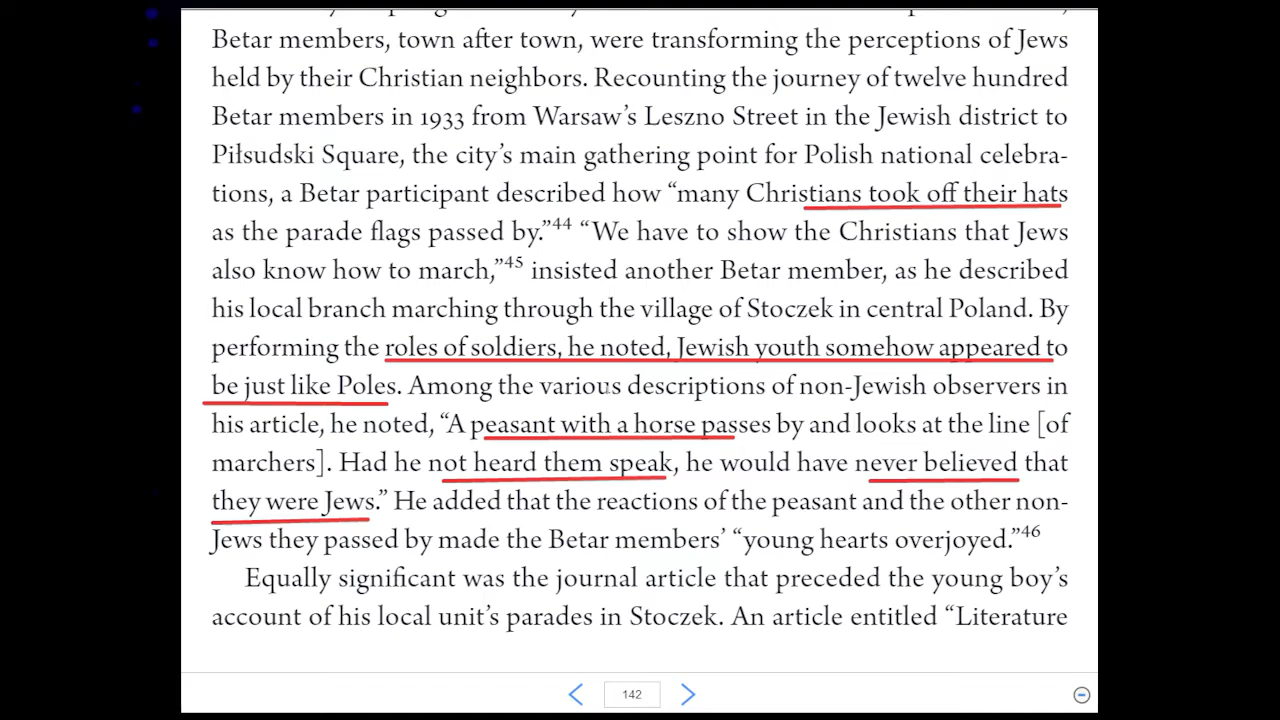 Betar members, town after town, were transforming the perceptions of Jews
held by their Christian neighbors. Recounting the journey of twelve hundred
Betar members in 1933 from Warsaw’s Leszno Street in the Jewish district to
Piłsudski Square, the city’s main gathering point for Polish national celebra-
tions, a Betar participant described how “many Christians took off their hats
as the parade flags passed by.”44 “We have to show the Christians that Jews
also know how to march,”45 insisted another Betar member, as he described
his local branch marching through the village of Stoczek in central Poland. By
performing the roles of soldiers, he noted, Jewish youth somehow appeared to
be just like Poles. Among the various descriptions of non-Jewish observers in
his article, he noted, “A peasant with a horse passes by and looks at the line [of
marchers]. Had he not heard them speak, he would have never believed that
they were Jews.” He added that the reactions of the peasant and the other non-
Jews they passed by made the Betar members’ “young hearts overjoyed.”46
Equally significant was the journal article that preceded the young boy’s
account of his local unit’s parades in Stoczek. An article entitled “Literature
142